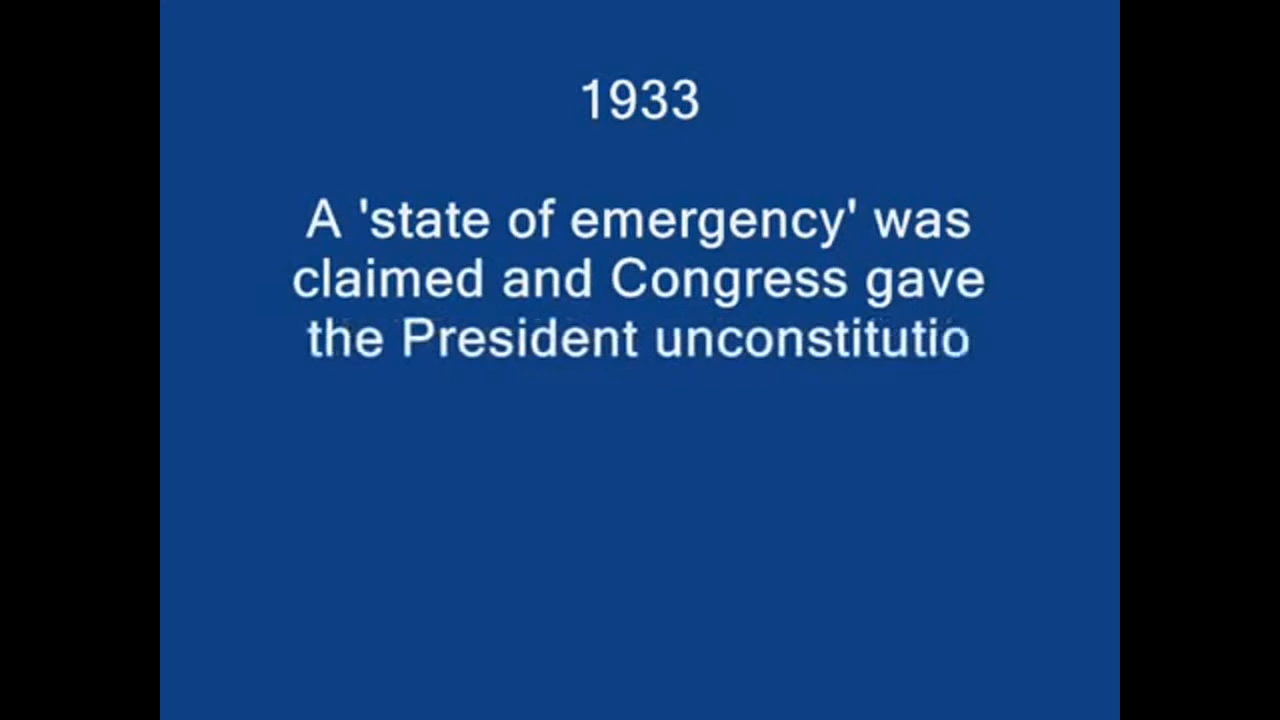 1933
A 'state of emergency' was
claimed and Congress gave
the President unconstitutio